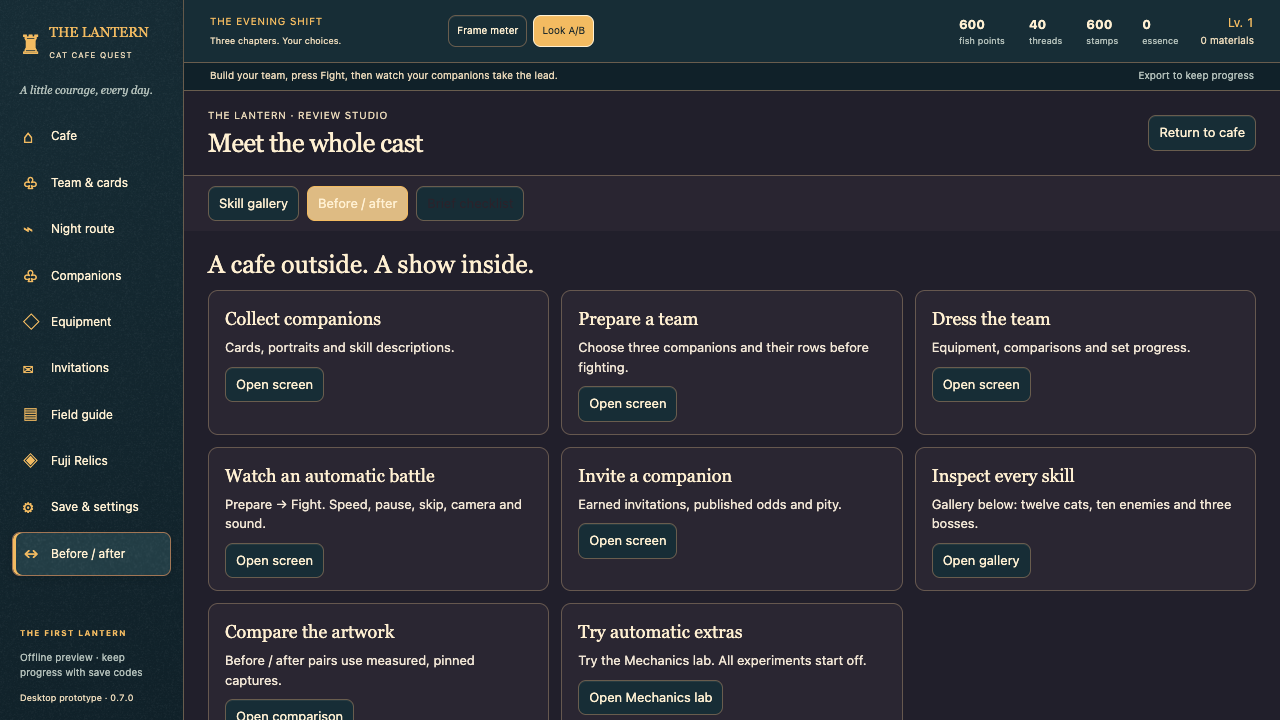 THE LANTERN
CAT CAFE QUEST
A little courage, every day.
Cafe
Team & cards
Night route
Companions
Equipment
Invitations
Field guide
Fuji Relics
Save & settings
Before / after
THE FIRST LANTERN
Offline preview · keep
progress with save codes
Desktop prototype · 0.7.0
THE EVENING SHIFT
Three chapters. Your choices.
Frame meter
Look A/B
600
fish points
40
threads
600
stamps
0
essence
Lv. 1
0 materials
Build your team, press Fight, then watch your companions take the lead.
Export to keep progress
THE LANTERN · REVIEW STUDIO
Meet the whole cast
Return to cafe
Skill gallery
Before / after
A cafe outside. A show inside.
Collect companions
Cards, portraits and skill descriptions.
Open screen
Prepare a team
Choose three companions and their rows before
fighting.
Open screen
Dress the team
Equipment, comparisons and set progress.
Open screen
Watch an automatic battle
Prepare → Fight. Speed, pause, skip, camera and
sound.
Open screen
Invite a companion
Earned invitations, published odds and pity.
Open screen
Inspect every skill
Gallery below: twelve cats, ten enemies and three
bosses.
Open gallery
Compare the artwork
Before / after pairs use measured, pinned
captures.
Open comparison
Try automatic extras
Try the Mechanics lab. All experiments start off.
Open Mechanics lab